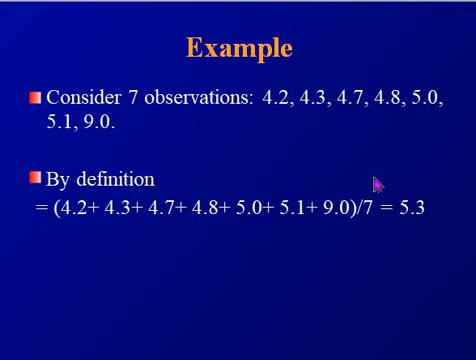 Example
Consider 7 observations: 4.2, 4.3, 4.7, 4.8, 5.0,
5.1, 9.0.
By definition
= (4.2+ 4.3+ 4.7+ 4.8+ 5.0+ 5.1+ 9.0)/7 = 5.3